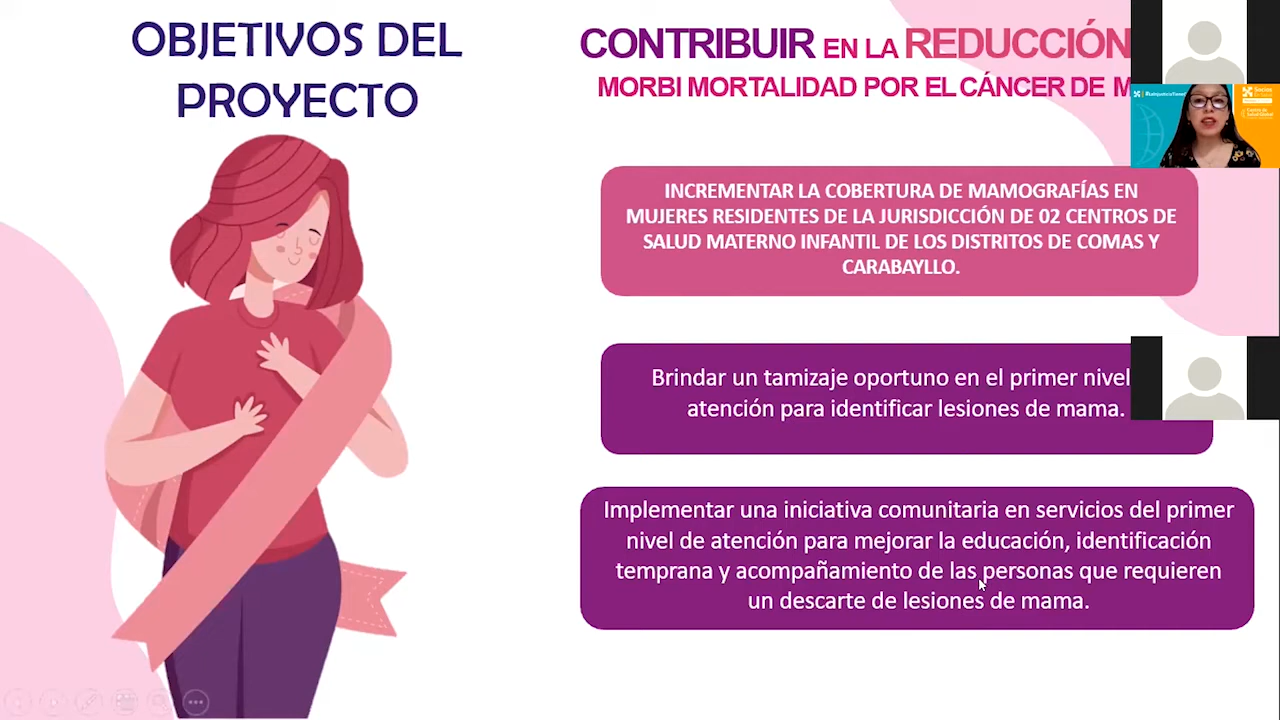 OBJETIVOS DEL
PROYECTO
CONTRIBUIR EN LA REDUCCIÓN
MORBI MORTALIDAD POR EL CÁNCER DE
INCREMENTAR LA COBERTURA DE MAMOGRAFÍAS EN
MUJERES RESIDENTES DE LA JURISDICCIÓN DE 02 CENTROS DE
SALUD MATERNO INFANTIL DE LOS DISTRITOS DE COMAS Y
CARABAYLLO.
Brindar un tamizaje oportuno en el primer nivel
atención para identificar lesiones de mama.
Implementar una iniciativa comunitaria en servicios del primer
nivel de atención para mejorar la educación, identificación
temprana y acompañamiento de las personas que requieren
un descarte de lesiones de mama.
Socios